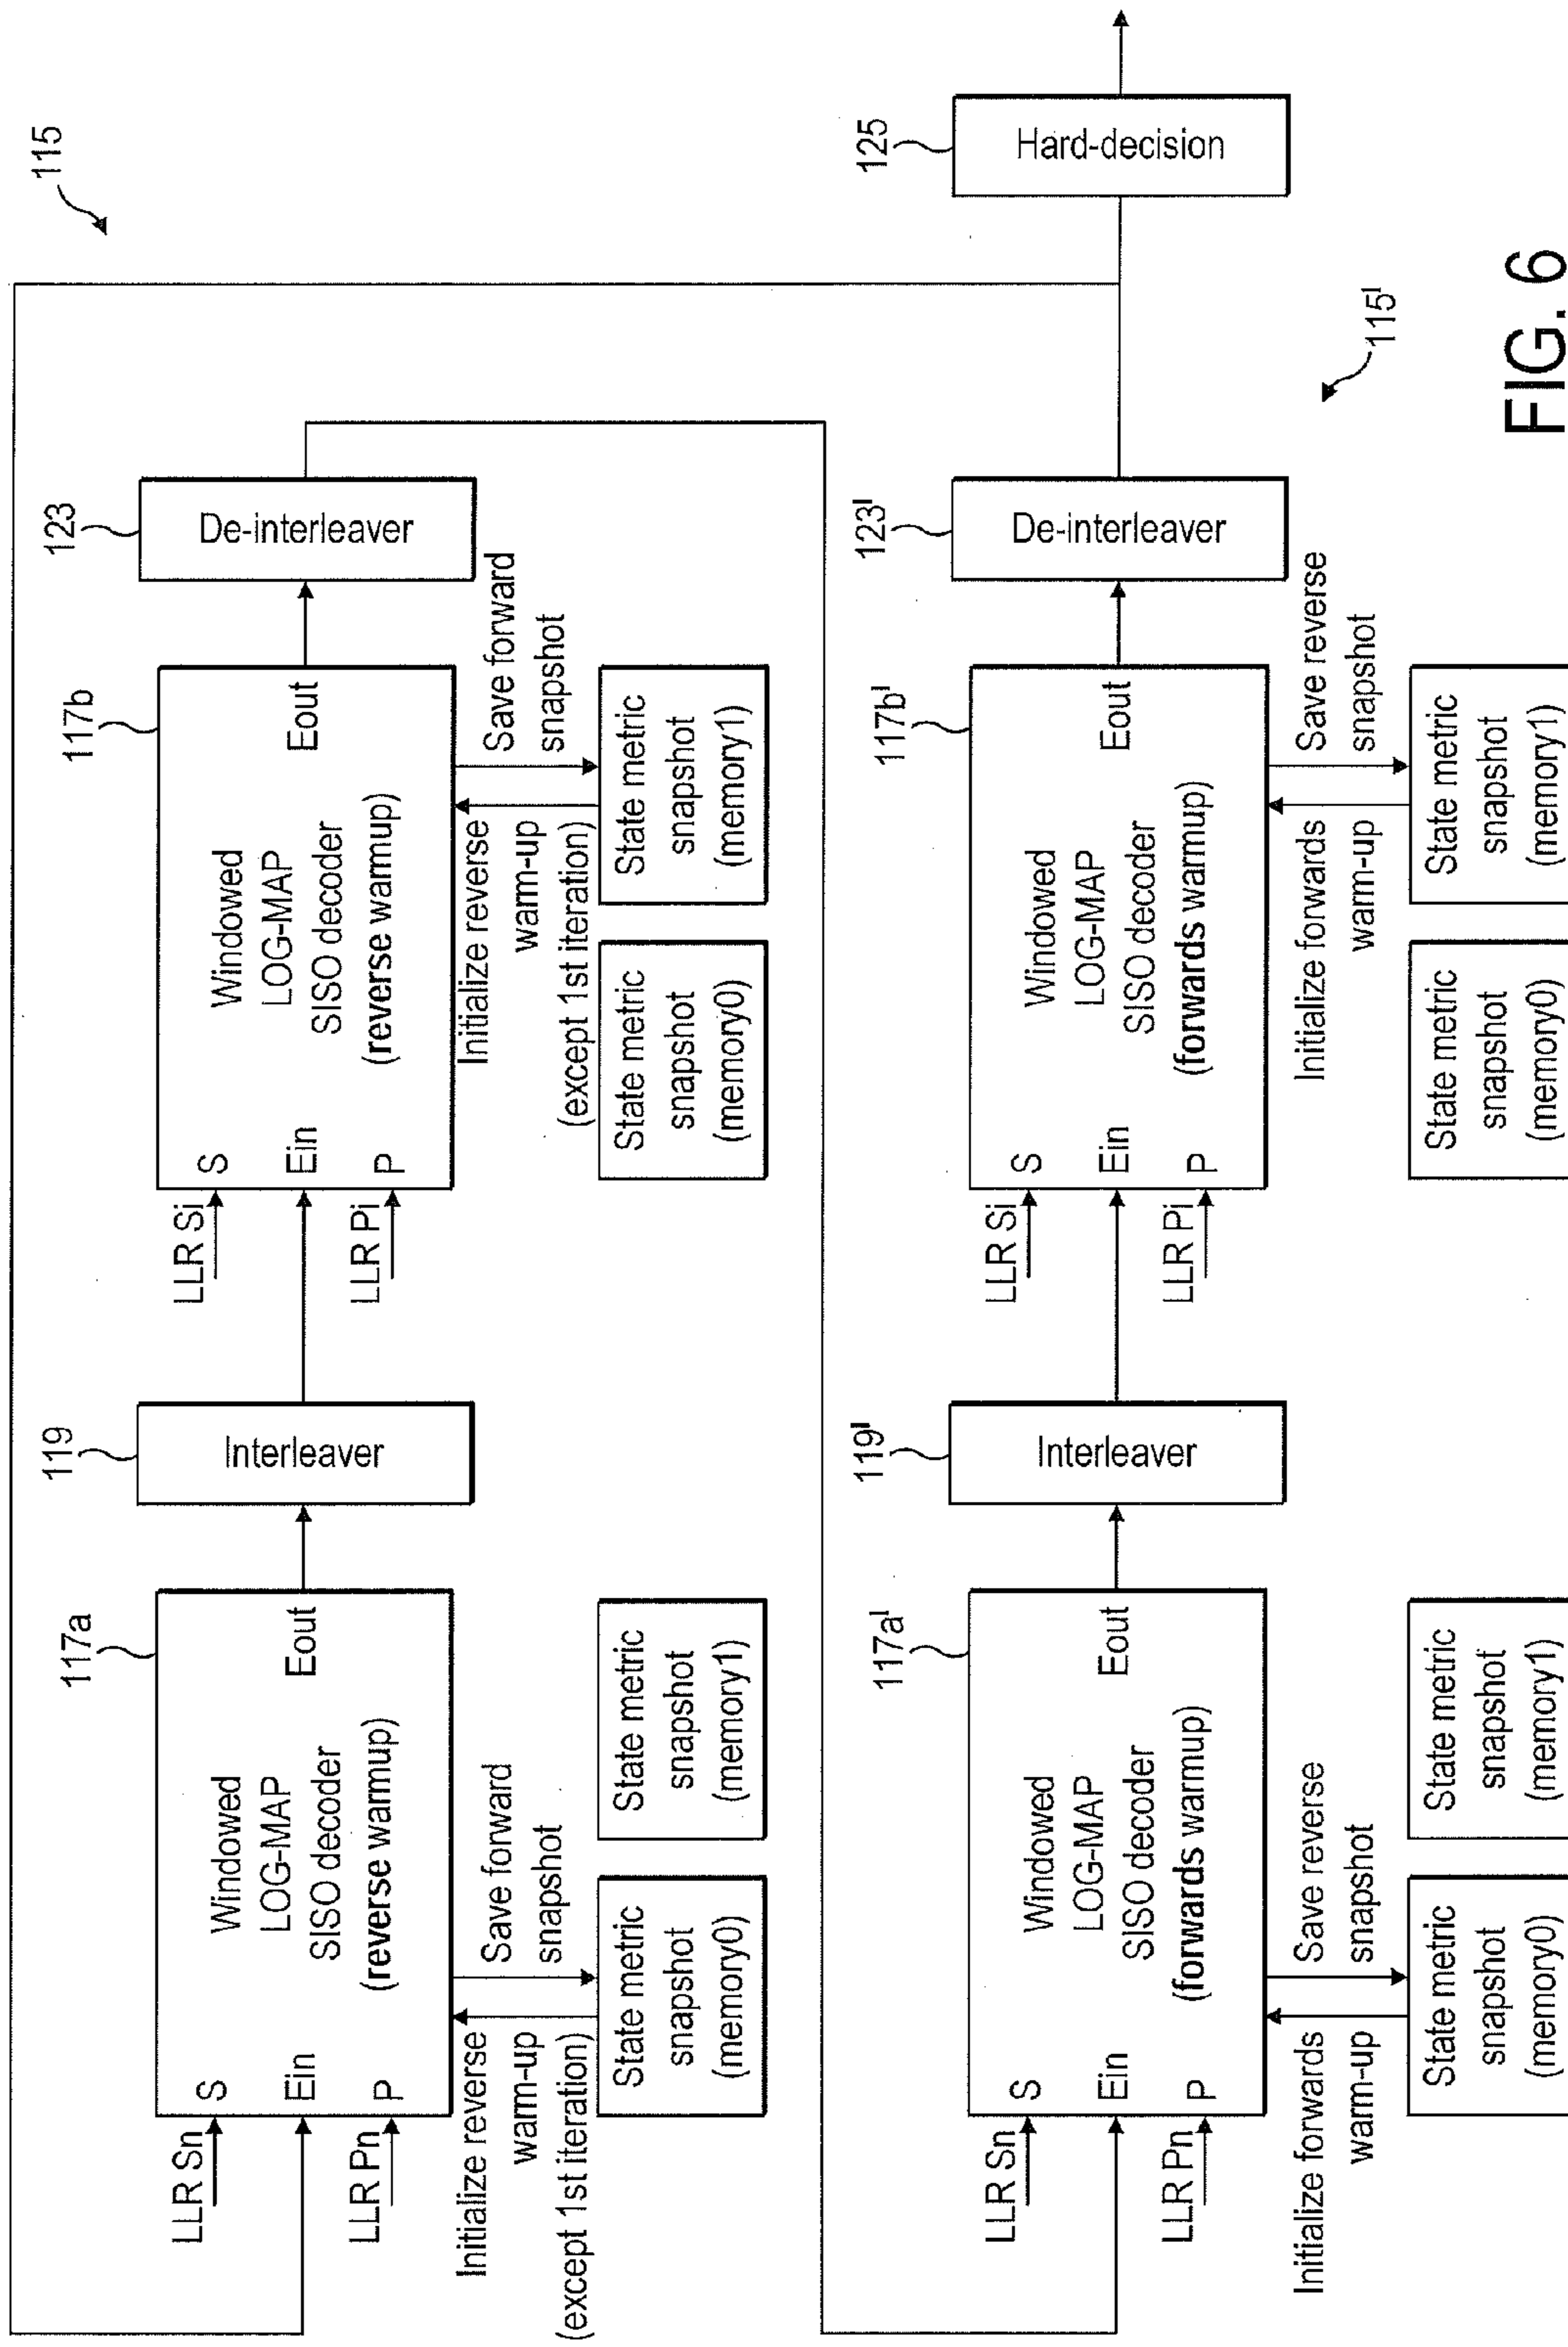 115
117a
Windowed
LOG-MAP
SISO decoder
(reverse warmup)
S
Ein
P
Eout
LLR Sn
LLR Pn
Initialize reverse
warm-up
(except 1st iteration)
Save forward
snapshot
State metric
snapshot
(memory0)
State metric
snapshot
(memory1)
119
Interleaver
117b
Windowed
LOG-MAP
SISO decoder
(reverse warmup)
S
Ein
P
Eout
LLR Si
LLR Pi
Initialize reverse
warm-up
(except 1st iteration)
Save forward
snapshot
State metric
snapshot
(memory0)
State metric
snapshot
(memory1)
123
De-interleaver
117aᴵ
Windowed
LOG-MAP
SISO decoder
(forwards warmup)
S
Ein
P
Eout
LLR Sn
LLR Pn
Initialize forwards
warm-up
Save reverse
snapshot
State metric
snapshot
(memory0)
State metric
snapshot
(memory1)
119ᴵ
Interleaver
117bᴵ
Windowed
LOG-MAP
SISO decoder
(forwards warmup)
S
Ein
P
Eout
LLR Si
LLR Pi
Initialize forwards
warm-up
Save reverse
snapshot
State metric
snapshot
(memory0)
State metric
snapshot
(memory1)
123ᴵ
De-interleaver
125
Hard-decision
115ᴵ
FIG. 6